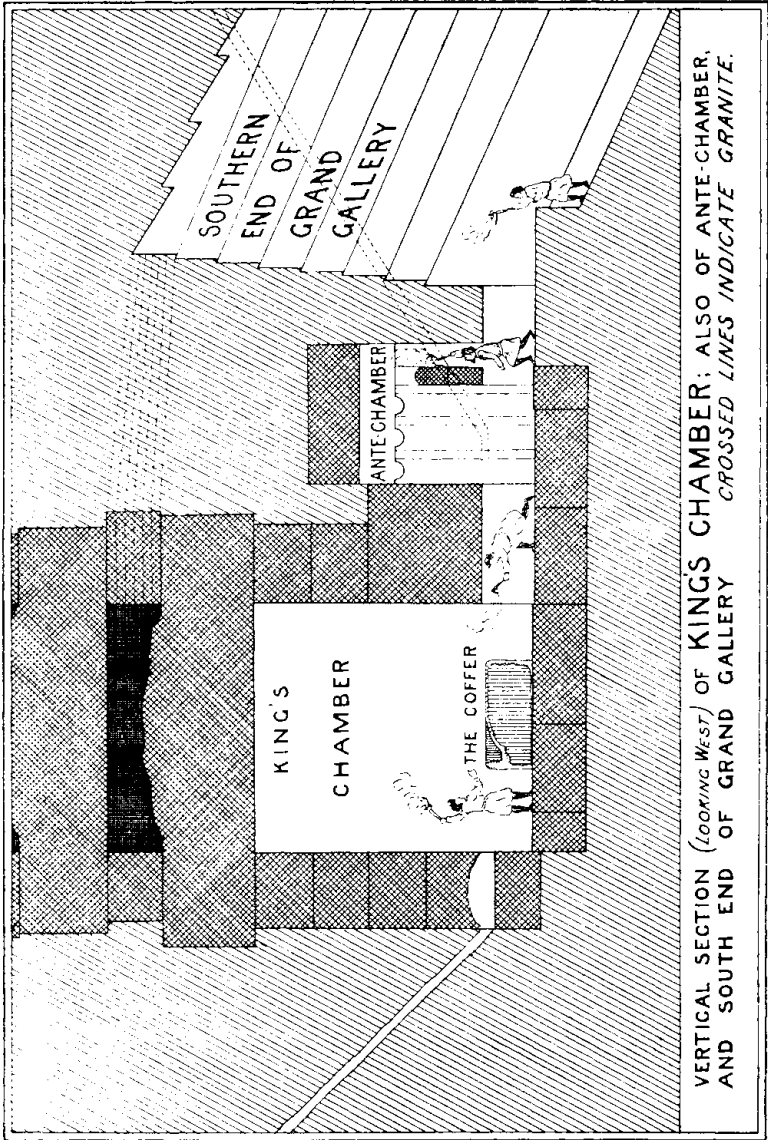 SOUTHERN
END OF
GRAND
GALLERY
ANTE-CHAMBER
KING'S
CHAMBER
THE COFFER
VERTICAL SECTION (LOOKING WEST) OF KING'S CHAMBER; ALSO OF ANTE-CHAMBER,
AND SOUTH END OF GRAND GALLERY CROSSED LINES INDICATE GRANITE.